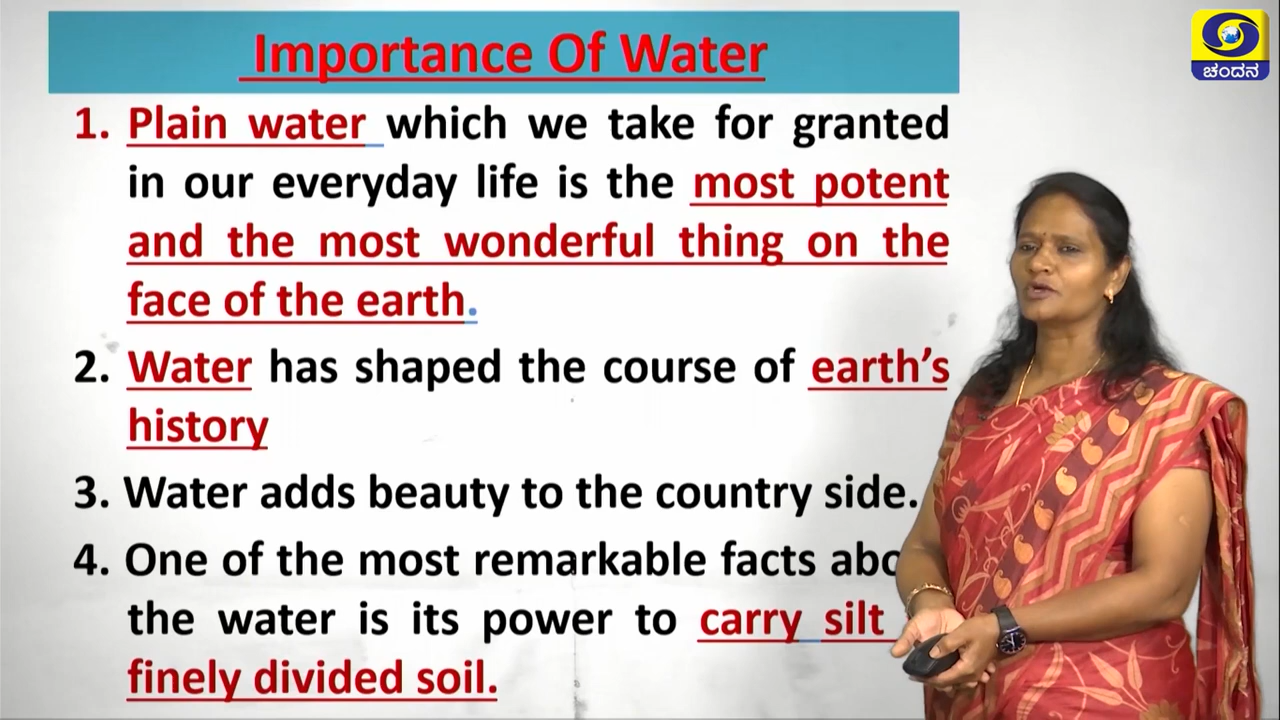 Importance Of Water
1. Plain water which we take for granted
in our everyday life is the most potent
and the most wonderful thing on the
face of the earth.
2. Water has shaped the course of earth's
history
3. Water adds beauty to the country side.
4. One of the most remarkable facts abo
the water is its power to carry silt
finely divided soil.
ಚಂದನ